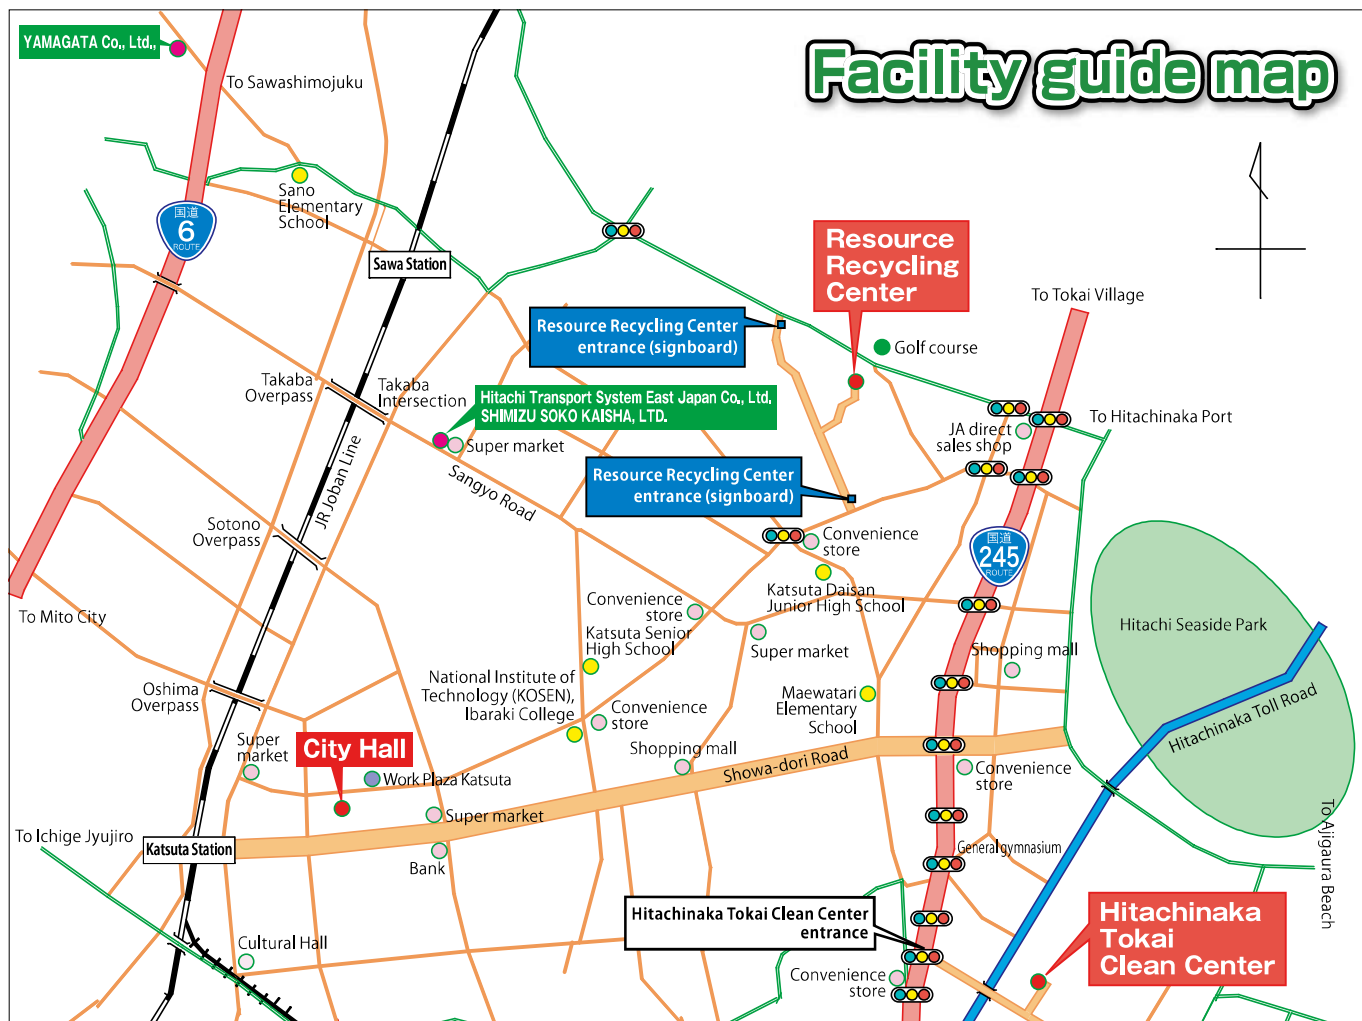 Facility guide map
YAMAGATA Co., Ltd.,
To Sawashimojuku
Sano
Elementary
School
国道
6
ROUTE
Sawa Station
Resource
Recycling
Center
To Tokai Village
Resource Recycling Center
entrance (signboard)
Golf course
Takaba
Overpass
Takaba
Intersection
Hitachi Transport System East Japan Co., Ltd.
SHIMIZU SOKO KAISHA, LTD.
To Hitachinaka Port
JA direct
sales shop
Super market
JR Joban Line
Sangyo Road
Resource Recycling Center
entrance (signboard)
Sotono
Overpass
Convenience
store
国道
245
ROUTE
Katsuta Daisan
Junior High School
To Mito City
Convenience
store
Katsuta Senior
High School
Super market
Hitachi Seaside Park
Shopping mall
National Institute of
Technology (KOSEN),
Ibaraki College
Oshima
Overpass
Maewatari
Elementary
School
Hitachinaka Toll Road
Convenience
store
Super
market
City Hall
Shopping mall
Showa-dori Road
Work Plaza Katsuta
Convenience
store
Super market
To Ajigaura Beach
To Ichige Jyujiro
Katsuta Station
Bank
General gymnasium
Hitachinaka Tokai Clean Center
entrance
Hitachinaka
Tokai
Clean Center
Cultural Hall
Convenience
store